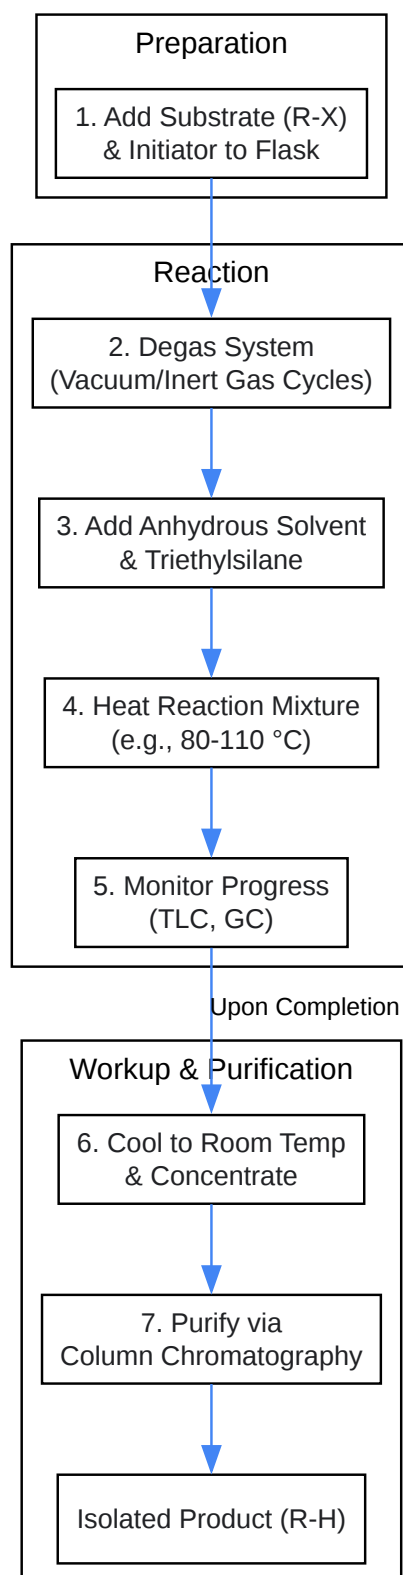 Preparation
1. Add Substrate (R-X)
& Initiator to Flask
Reaction
2. Degas System
(Vacuum/Inert Gas Cycles)
3. Add Anhydrous Solvent
& Triethylsilane
4. Heat Reaction Mixture
(e.g., 80-110 °C)
5. Monitor Progress
(TLC, GC)
Upon Completion
Workup & Purification
6. Cool to Room Temp
& Concentrate
7. Purify via
Column Chromatography
Isolated Product (R-H)